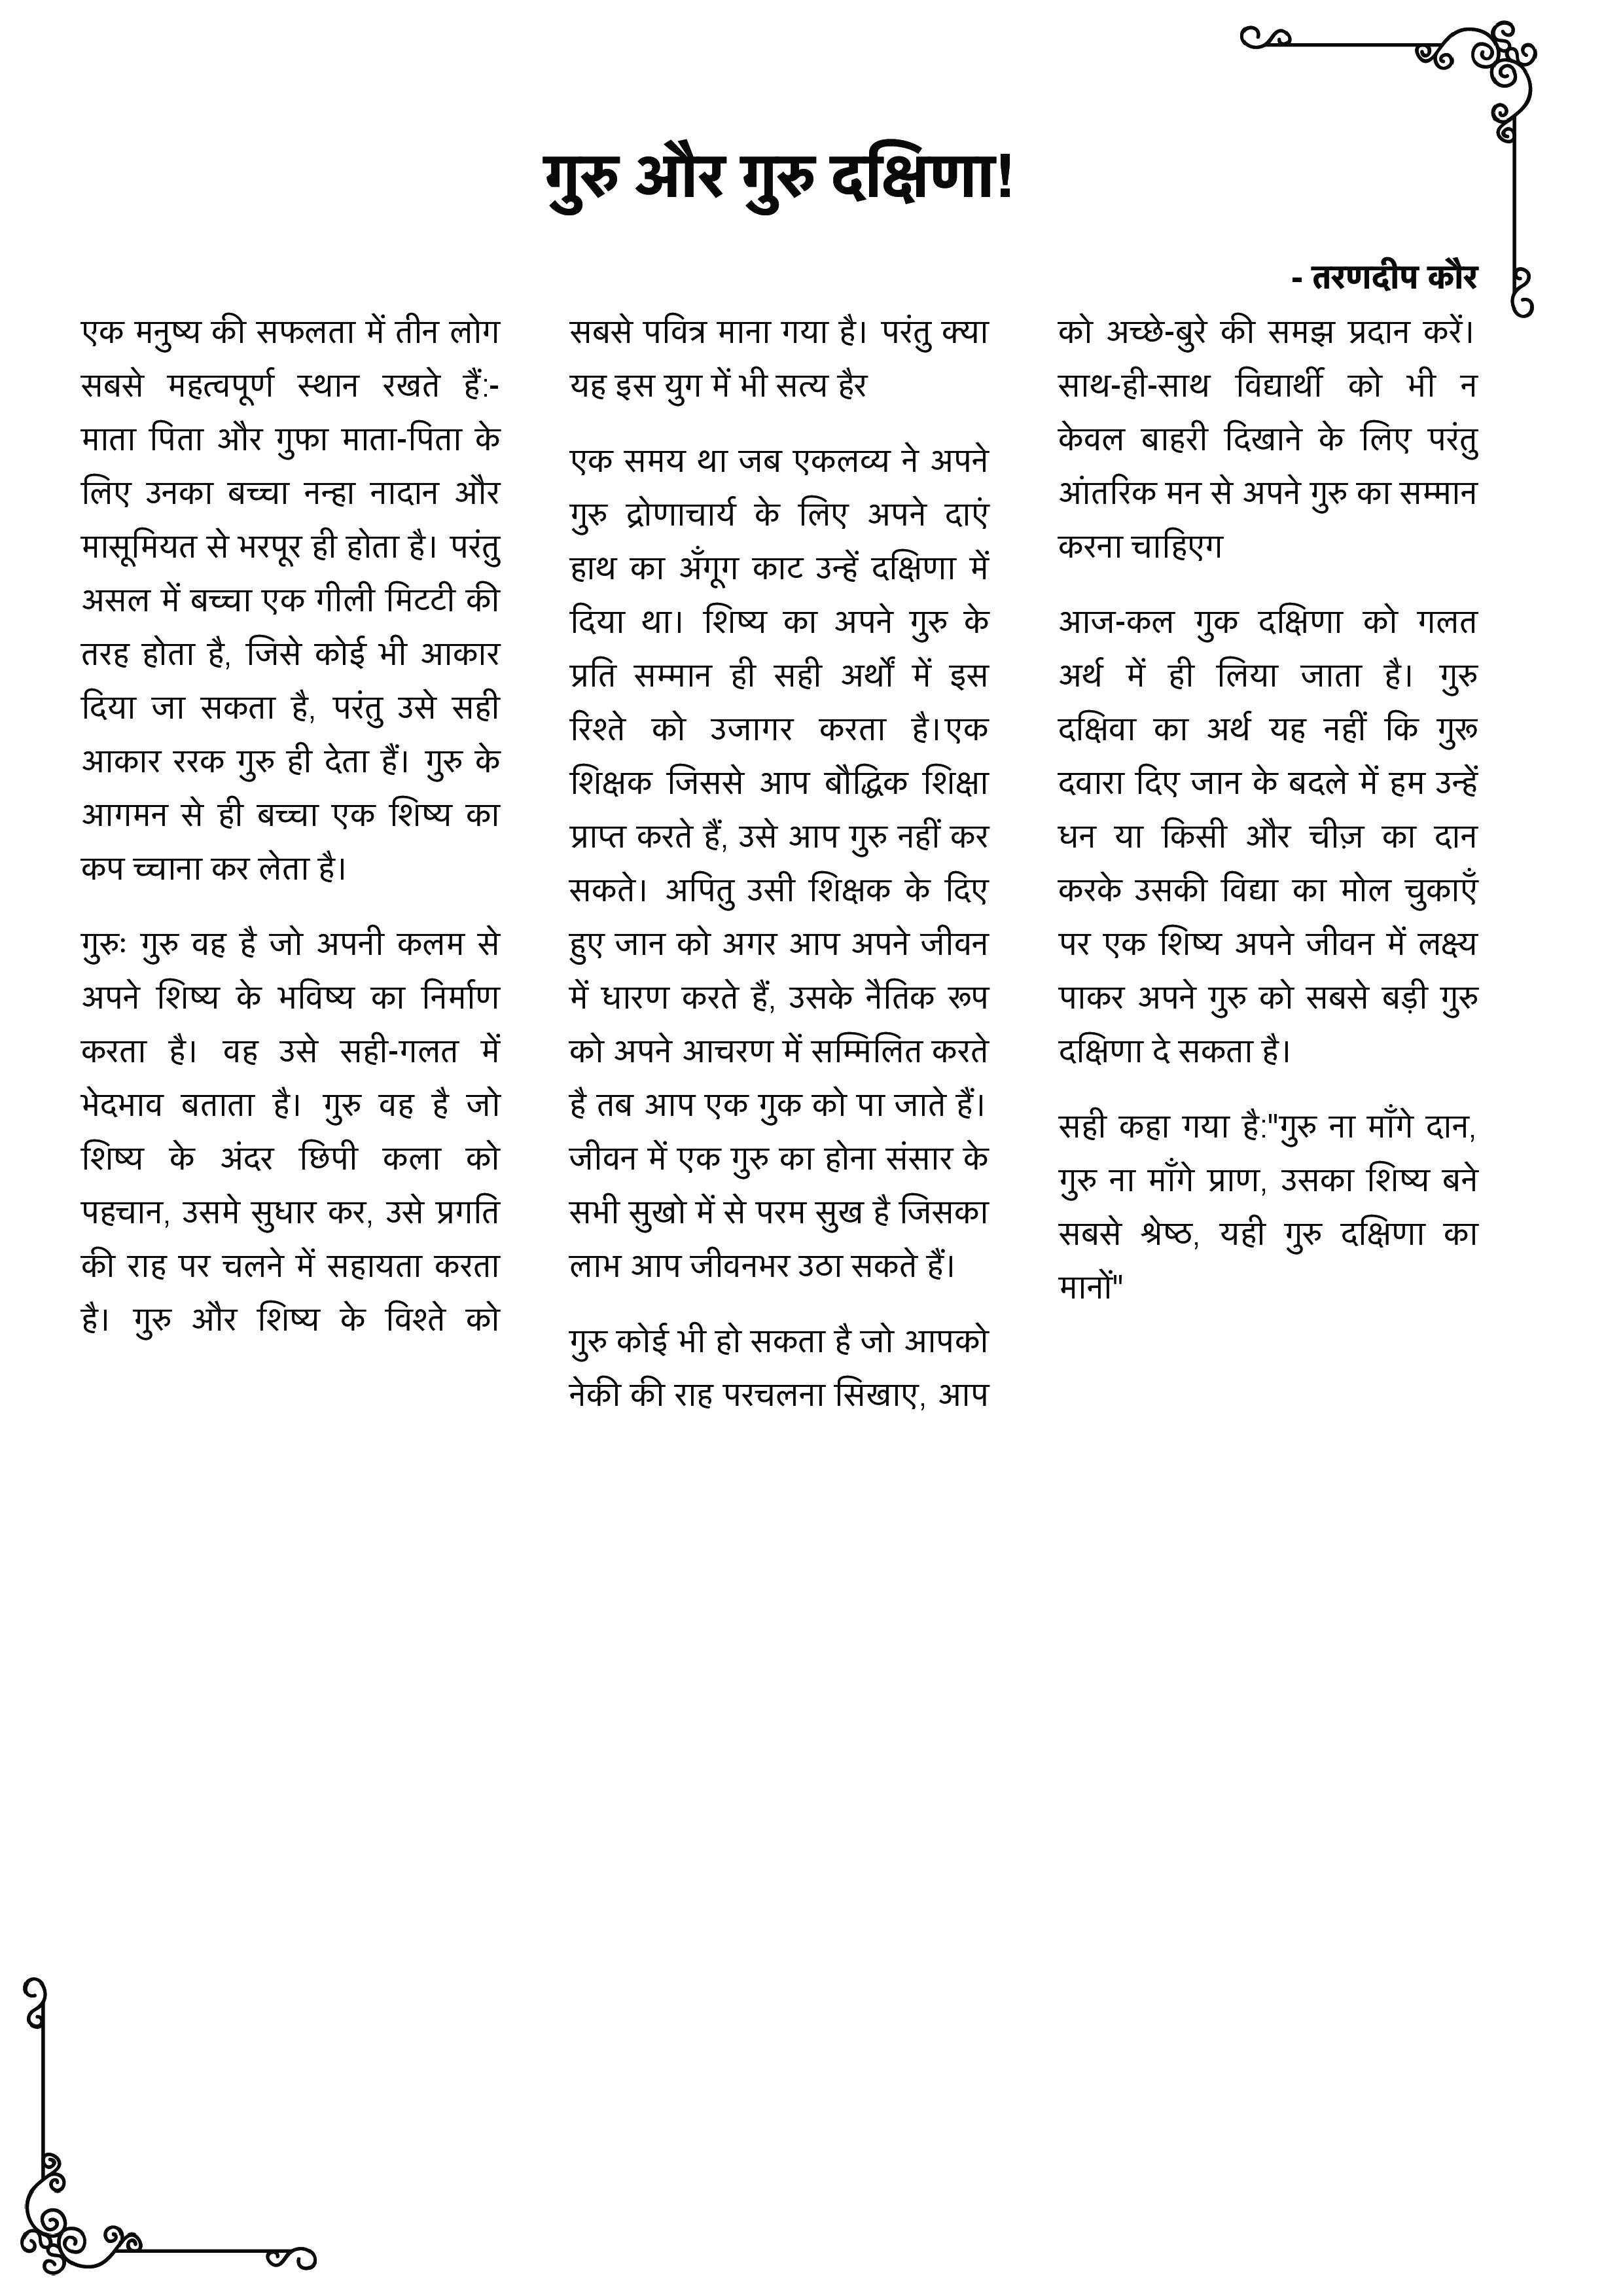 गुरु और गुरु दक्षिणा!
- तरणदीप कौर
एक मनुष्य की सफलता में तीन लोग
सबसे महत्वपूर्ण स्थान रखते हैं:-
माता पिता और गुफा माता-पिता के
लिए उनका बच्चा नन्हा नादान और
मासूमियत से भरपूर ही होता है। परंतु
असल में बच्चा एक गीली मिटटी की
तरह होता है, जिसे कोई भी आकार
दिया जा सकता है, परंतु उसे सही
आकार ररक गुरु ही देता हैं। गुरु के
आगमन से ही बच्चा एक शिष्य का
कप च्चाना कर लेता है।
गुरुः गुरु वह है जो अपनी कलम से
अपने शिष्य के भविष्य का निर्माण
करता है। वह उसे सही-गलत में
भेदभाव बताता है। गुरु वह है जो
शिष्य के अंदर छिपी कला को
पहचान, उसमे सुधार कर, उसे प्रगति
की राह पर चलने में सहायता करता
है। गुरु और शिष्य के विश्ते को
सबसे पवित्र माना गया है। परंतु क्या
यह इस युग में भी सत्य हैर
एक समय था जब एकलव्य ने अपने
गुरु द्रोणाचार्य के लिए अपने दाएं
हाथ का अँगूग काट उन्हें दक्षिणा में
दिया था। शिष्य का अपने गुरु के
प्रति सम्मान ही सही अर्थों में इस
रिश्ते को उजागर करता है।एक
शिक्षक जिससे आप बौद्धिक शिक्षा
प्राप्त करते हैं, उसे आप गुरु नहीं कर
सकते। अपितु उसी शिक्षक के दिए
हुए जान को अगर आप अपने जीवन
में धारण करते हैं, उसके नैतिक रूप
को अपने आचरण में सम्मिलित करते
है तब आप एक गुक को पा जाते हैं।
जीवन में एक गुरु का होना संसार के
सभी सुखो में से परम सुख है जिसका
लाभ आप जीवनभर उठा सकते हैं।
गुरु कोई भी हो सकता है जो आपको
नेकी की राह परचलना सिखाए, आप
को अच्छे-बुरे की समझ प्रदान करें।
साथ-ही-साथ विद्यार्थी को भी न
केवल बाहरी दिखाने के लिए परंतु
आंतरिक मन से अपने गुरु का सम्मान
करना चाहिएग
आज-कल गुक दक्षिणा को गलत
अर्थ में ही लिया जाता है। गुरु
दक्षिवा का अर्थ यह नहीं कि गुरू
दवारा दिए जान के बदले में हम उन्हें
धन या किसी और चीज़ का दान
करके उसकी विद्या का मोल चुकाएँ
पर एक शिष्य अपने जीवन में लक्ष्य
पाकर अपने गुरु को सबसे बड़ी गुरु
दक्षिणा दे सकता है।
सही कहा गया है:"गुरु ना माँगे दान,
गुरु ना माँगे प्राण, उसका शिष्य बने
सबसे श्रेष्ठ, यही गुरु दक्षिणा का
मानों"